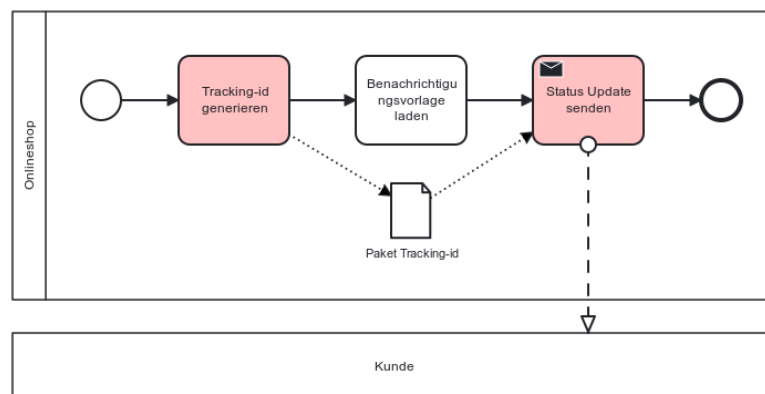 Onlineshop
Tracking-id
generieren
Benachrichtigu
ngsvorlage
laden
Status Update
senden
Paket Tracking-id
Kunde